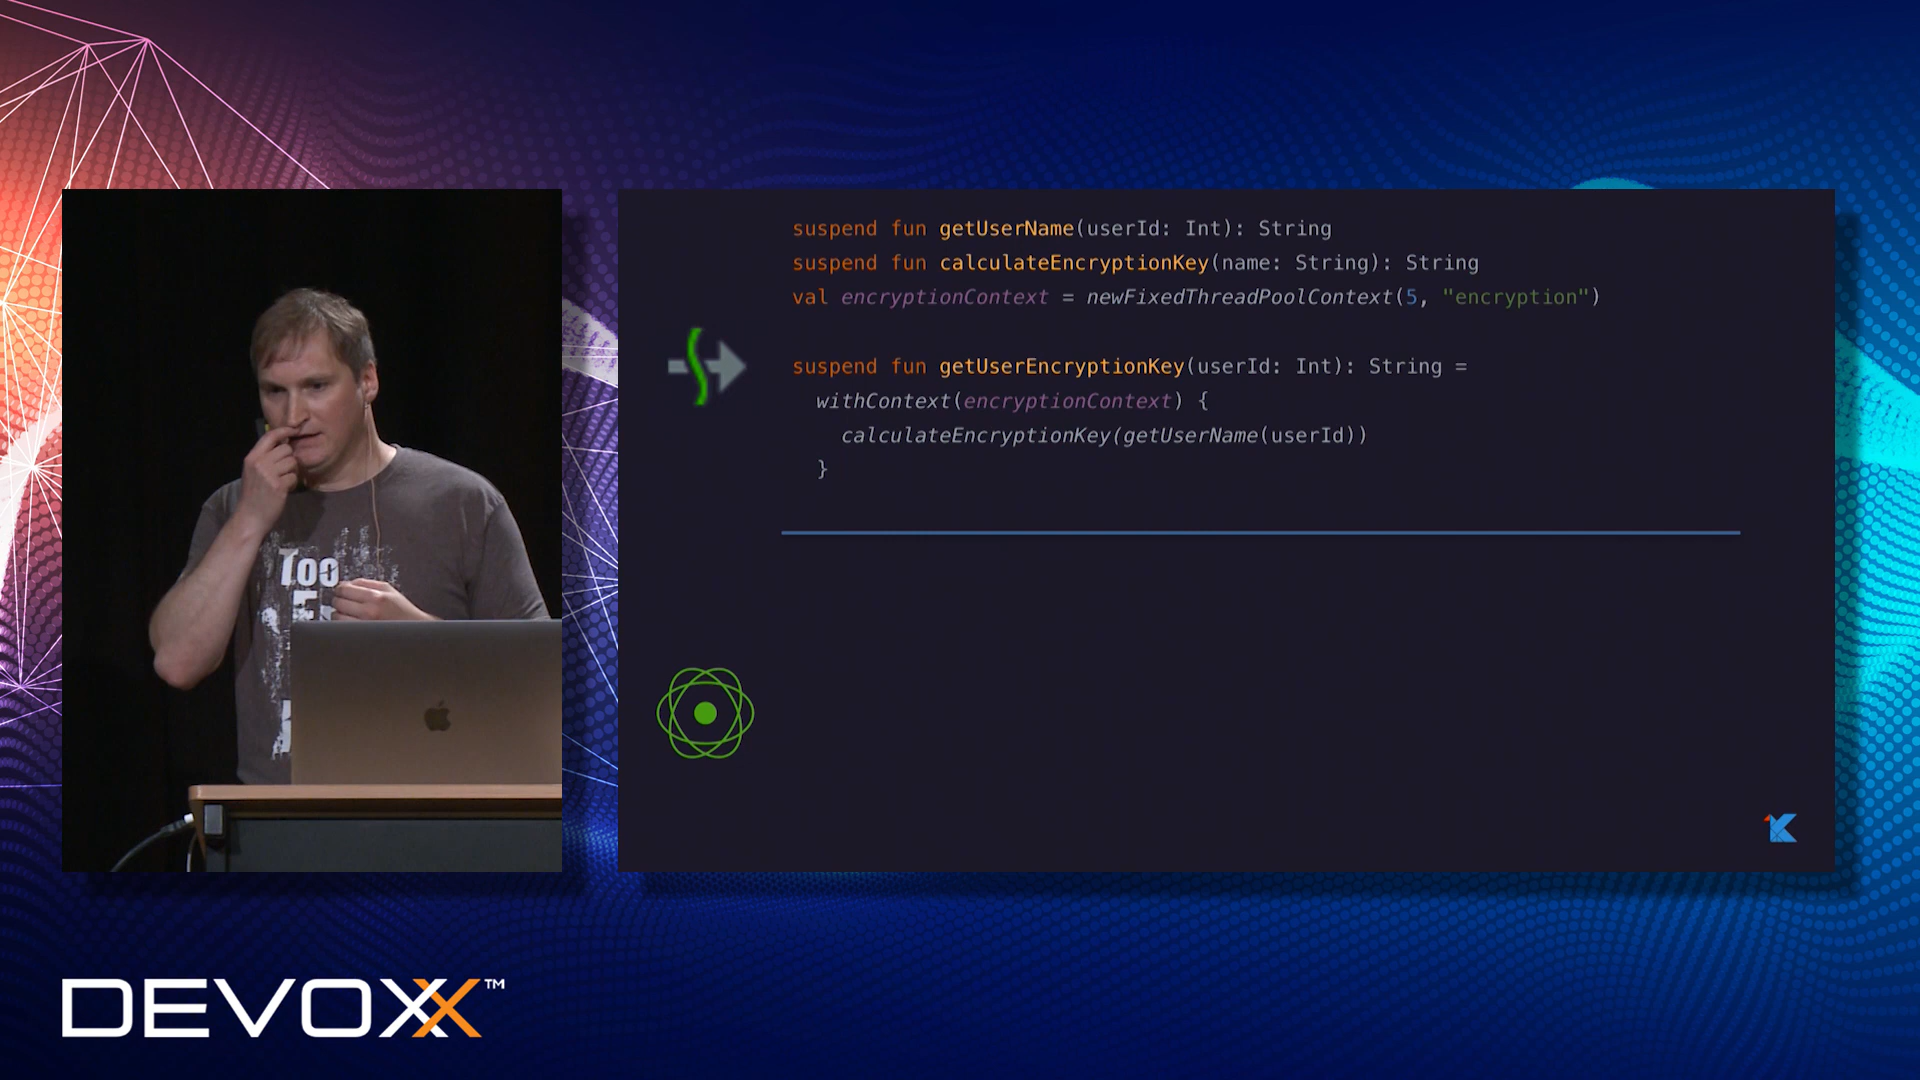 suspend fun getUserName(userId: Int): String
suspend fun calculateEncryptionKey(name: String): String
val encryptionContext = newFixedThreadPoolContext(5, "encryption")
suspend fun getUserEncryptionKey(userId: Int): String =
withContext(encryptionContext) {
calculateEncryptionKey(getUserName(userId))
}
Too
DEVOXX™